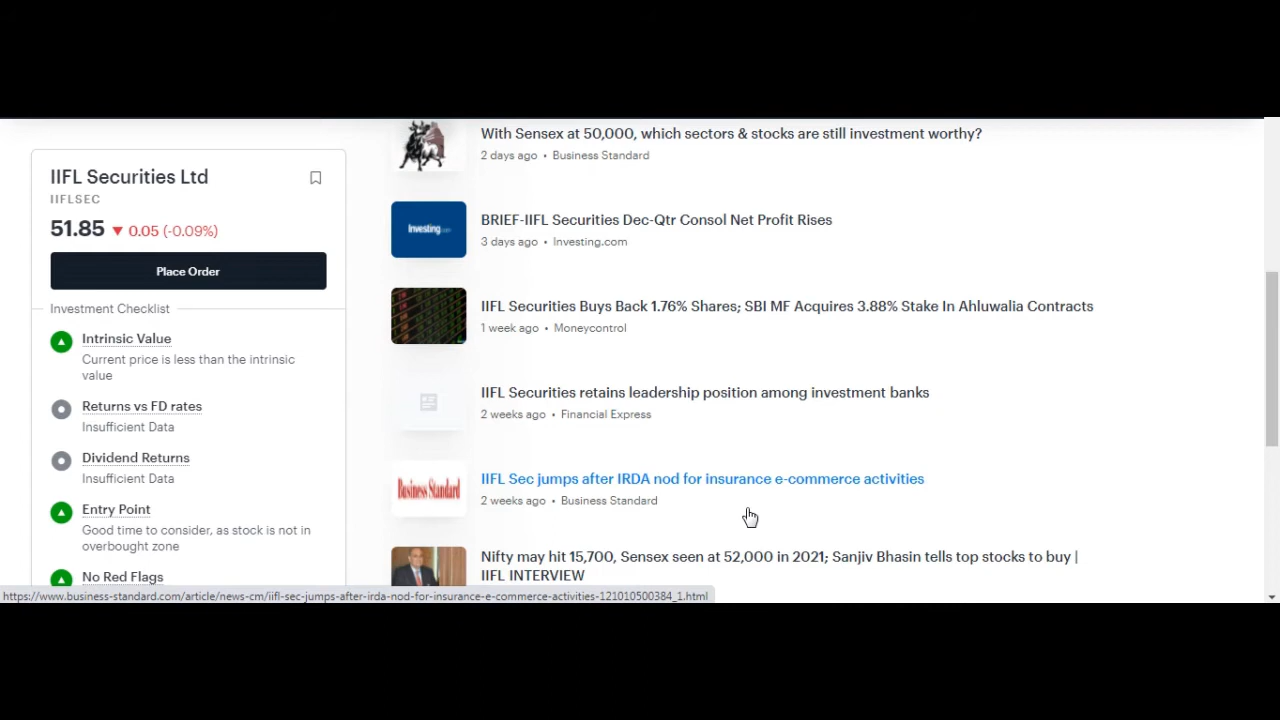 IIFL Securities Ltd
IIFLSEC
51.85 ▼ 0.05 (-0.09%)
Place Order
Investment Checklist
Intrinsic Value
Current price is less than the intrinsic
value
Returns vs FD rates
Insufficient Data
Dividend Returns
Insufficient Data
Entry Point
Good time to consider, as stock is not in
overbought zone
No Red Flags
With Sensex at 50,000, which sectors & stocks are still investment worthy?
2 days ago • Business Standard
Investing.com
BRIEF-IIFL Securities Dec-Qtr Consol Net Profit Rises
3 days ago • Investing.com
IIFL Securities Buys Back 1.76% Shares; SBI MF Acquires 3.88% Stake In Ahluwalia Contracts
1 week ago • Moneycontrol
IIFL Securities retains leadership position among investment banks
2 weeks ago • Financial Express
Business Standard
IIFL Sec jumps after IRDA nod for insurance e-commerce activities
2 weeks ago • Business Standard
Nifty may hit 15,700, Sensex seen at 52,000 in 2021; Sanjiv Bhasin tells top stocks to buy |
IIFL INTERVIEW
https://www.business-standard.com/article/news-cm/iifl-sec-jumps-after-irda-nod-for-insurance-e-commerce-activities-121010500384_1.html